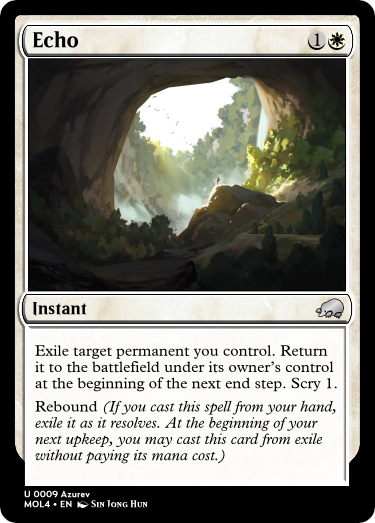 Echo
1
Instant
Exile target permanent you control. Return
it to the battlefield under its owner's control
at the beginning of the next end step. Scry 1.
Rebound (If you cast this spell from your hand,
exile it as it resolves. At the beginning of your
next upkeep, you may cast this card from exile
without paying its mana cost.)
U 0009 Azurev
MOL4 • EN Sin Jong Hun